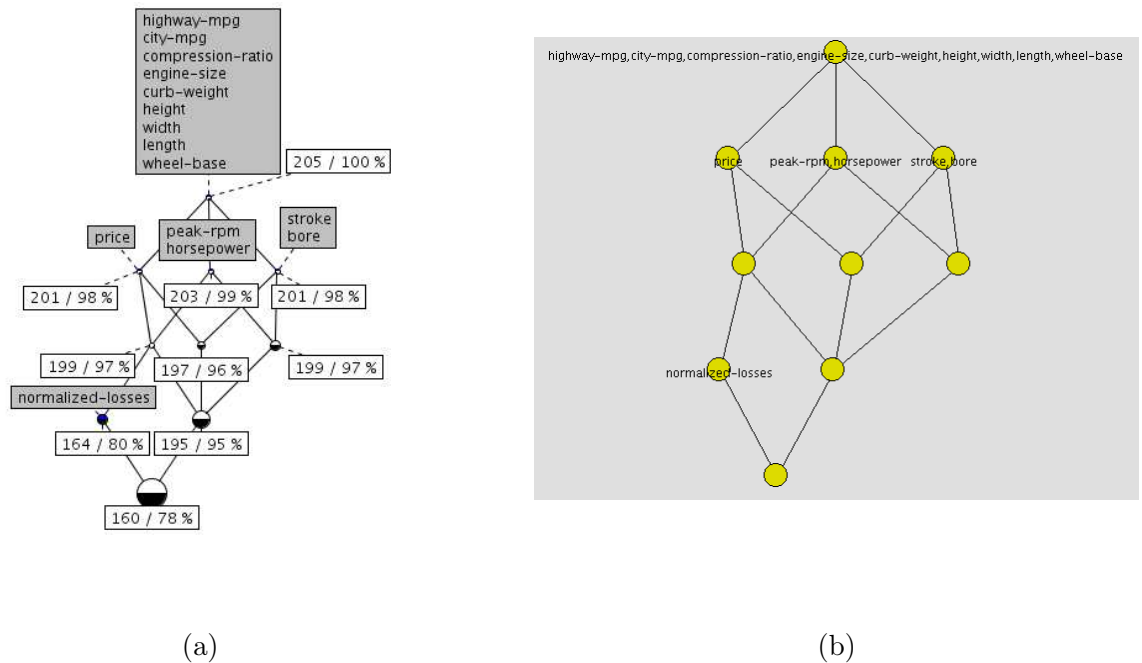 highway-mpg
city-mpg
compression-ratio
engine-size
curb-weight
height
width
length
wheel-base
205 / 100 %
price
peak-rpm
horsepower
stroke
bore
201 / 98 %
203 / 99 %
201 / 98 %
199 / 97 %
197 / 96 %
199 / 97 %
normalized-losses
164 / 80 %
195 / 95 %
160 / 78 %
(a)
highway-mpg,city-mpg,compression-ratio,engine-size,curb-weight,height,width,length,wheel-base
price
peak-rpm,horsepower
stroke,bore
normalized-losses
(b)